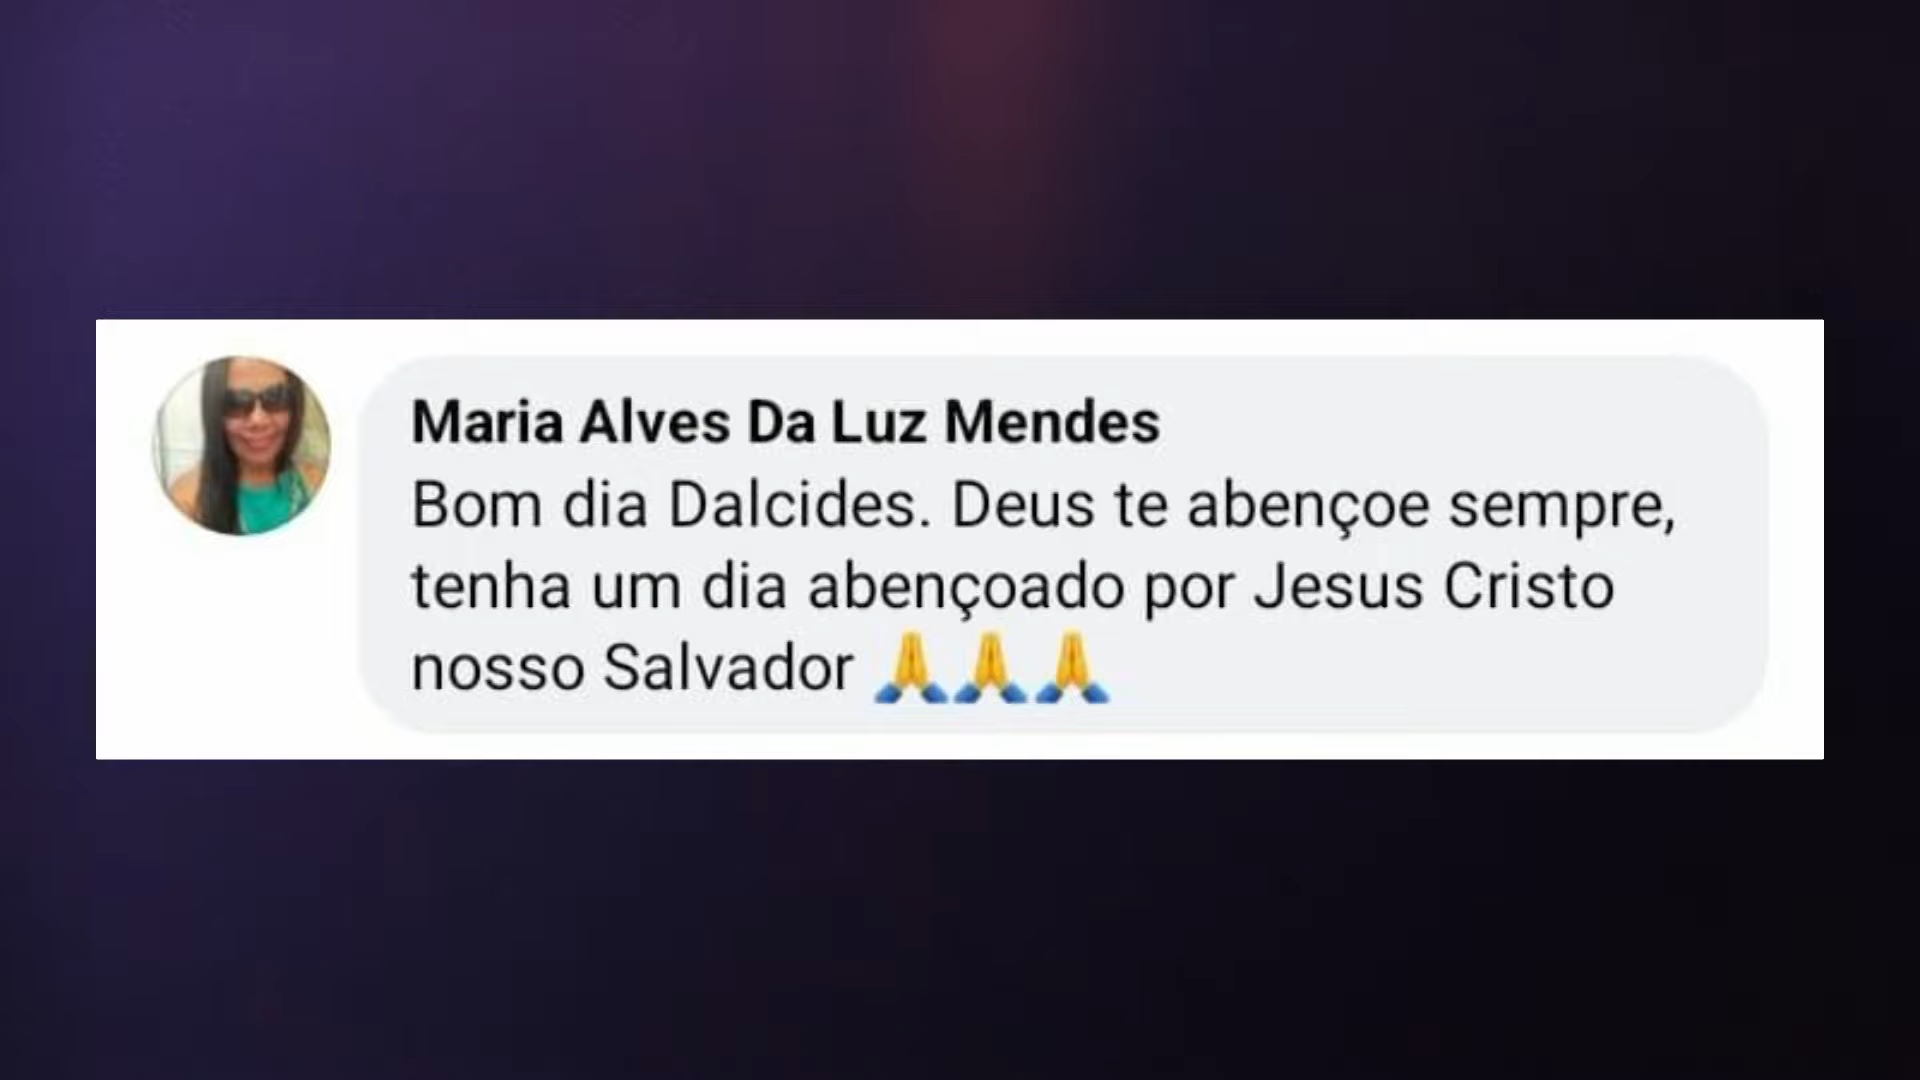 Maria Alves Da Luz Mendes
Bom dia Dalcides. Deus te abençoe sempre,
tenha um dia abençoado por Jesus Cristo
nosso Salvador 🙏🙏🙏